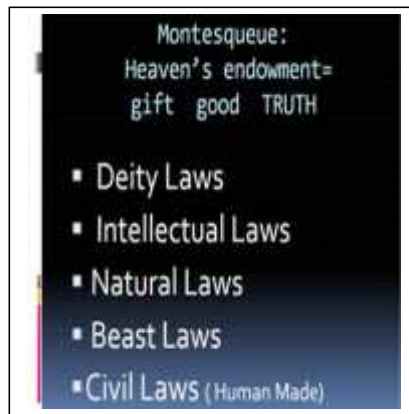 Montesqueue:
Heaven's endowment=
gift good TRUTH
▪ Deity Laws
▪ Intellectual Laws
▪ Natural Laws
▪ Beast Laws
▪ Civil Laws ( Human Made)